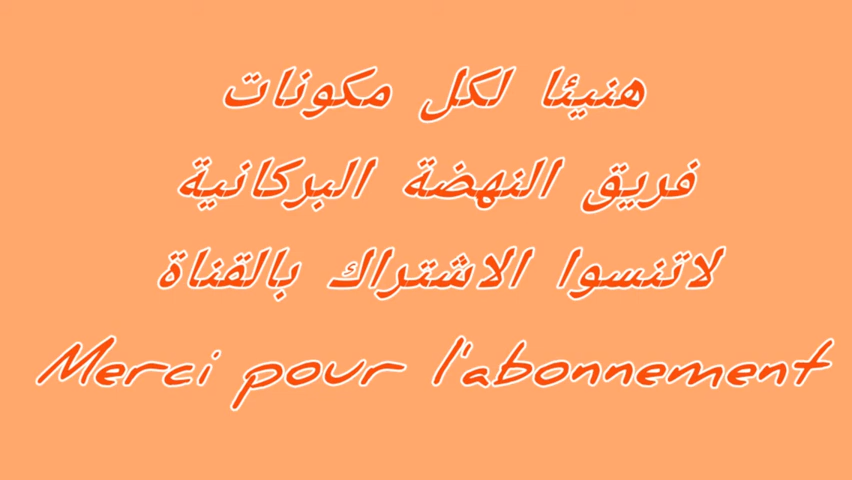 هنيئا لكل مكونات
فريق النهضة البركانية
لاتنسوا الاشتراك بالقناة
Merci pour l'abonnement